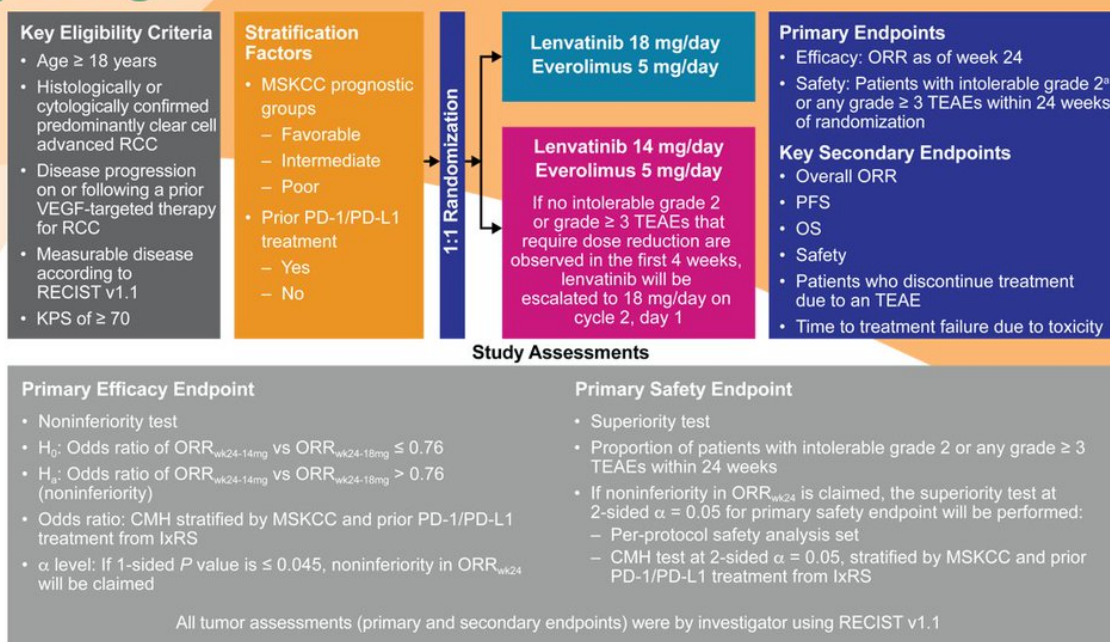 Key Eligibility Criteria
• Age ≥ 18 years
• Histologically or
cytologically confirmed
predominantly clear cell
advanced RCC
• Disease progression
on or following a prior
VEGF-targeted therapy
for RCC
• Measurable disease
according to
RECIST v1.1
• KPS of ≥ 70
Stratification
Factors
• MSKCC prognostic
groups
– Favorable
– Intermediate
– Poor
• Prior PD-1/PD-L1
treatment
– Yes
– No
1:1 Randomization
Lenvatinib 18 mg/day
Everolimus 5 mg/day
Lenvatinib 14 mg/day
Everolimus 5 mg/day
If no intolerable grade 2
or grade ≥ 3 TEAEs that
require dose reduction are
observed in the first 4 weeks,
lenvatinib will be
escalated to 18 mg/day on
cycle 2, day 1
Primary Endpoints
• Efficacy: ORR as of week 24
• Safety: Patients with intolerable grade 2a
or any grade ≥ 3 TEAEs within 24 weeks
of randomization
Key Secondary Endpoints
• Overall ORR
• PFS
• OS
• Safety
• Patients who discontinue treatment
due to an TEAE
• Time to treatment failure due to toxicity
Study Assessments
Primary Efficacy Endpoint
• Noninferiority test
• H0: Odds ratio of ORRwk24-14mg vs ORRwk24-18mg ≤ 0.76
• Ha: Odds ratio of ORRwk24-14mg vs ORRwk24-18mg > 0.76
(noninferiority)
• Odds ratio: CMH stratified by MSKCC and prior PD-1/PD-L1
treatment from IxRS
• α level: If 1-sided P value is ≤ 0.045, noninferiority in ORRwk24
will be claimed
Primary Safety Endpoint
• Superiority test
• Proportion of patients with intolerable grade 2 or any grade ≥ 3
TEAEs within 24 weeks
• If noninferiority in ORRwk24 is claimed, the superiority test at
2-sided α = 0.05 for primary safety endpoint will be performed:
– Per-protocol safety analysis set
– CMH test at 2-sided α = 0.05, stratified by MSKCC and prior
PD-1/PD-L1 treatment from IxRS
All tumor assessments (primary and secondary endpoints) were by investigator using RECIST v1.1